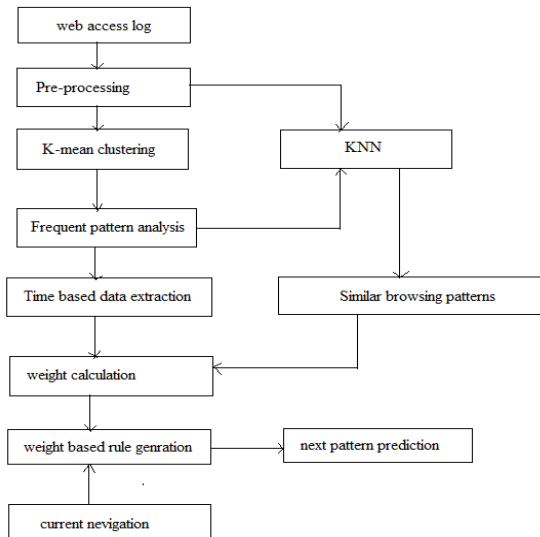 web access log
Pre-processing
K-mean clustering
KNN
Frequent pattern analysis
Time based data extraction
Similar browsing patterns
weight calculation
weight based rule genration
next pattern prediction
current nevigation